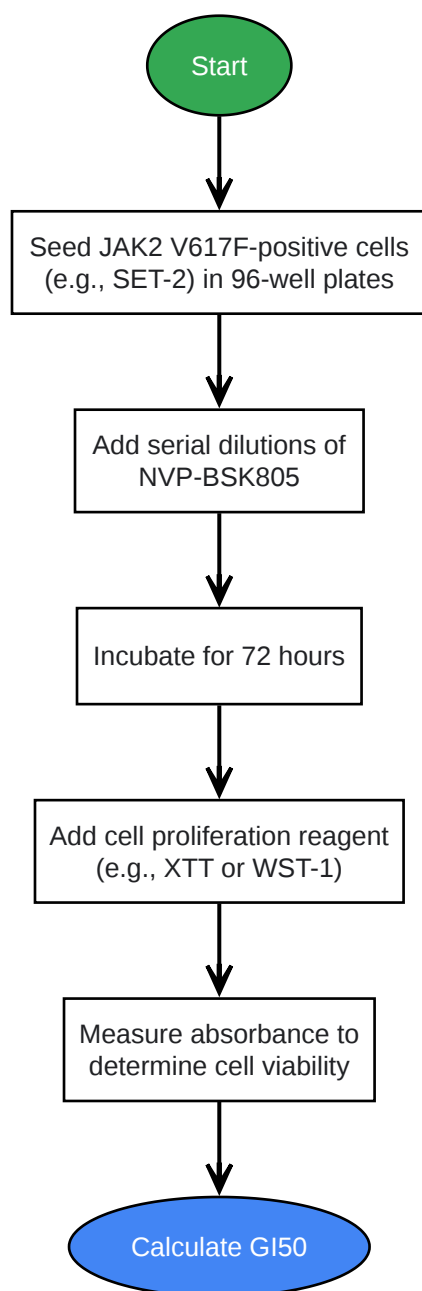 Start
Seed JAK2 V617F-positive cells
(e.g., SET-2) in 96-well plates
Add serial dilutions of
NVP-BSK805
Incubate for 72 hours
Add cell proliferation reagent
(e.g., XTT or WST-1)
Measure absorbance to
determine cell viability
Calculate GI50